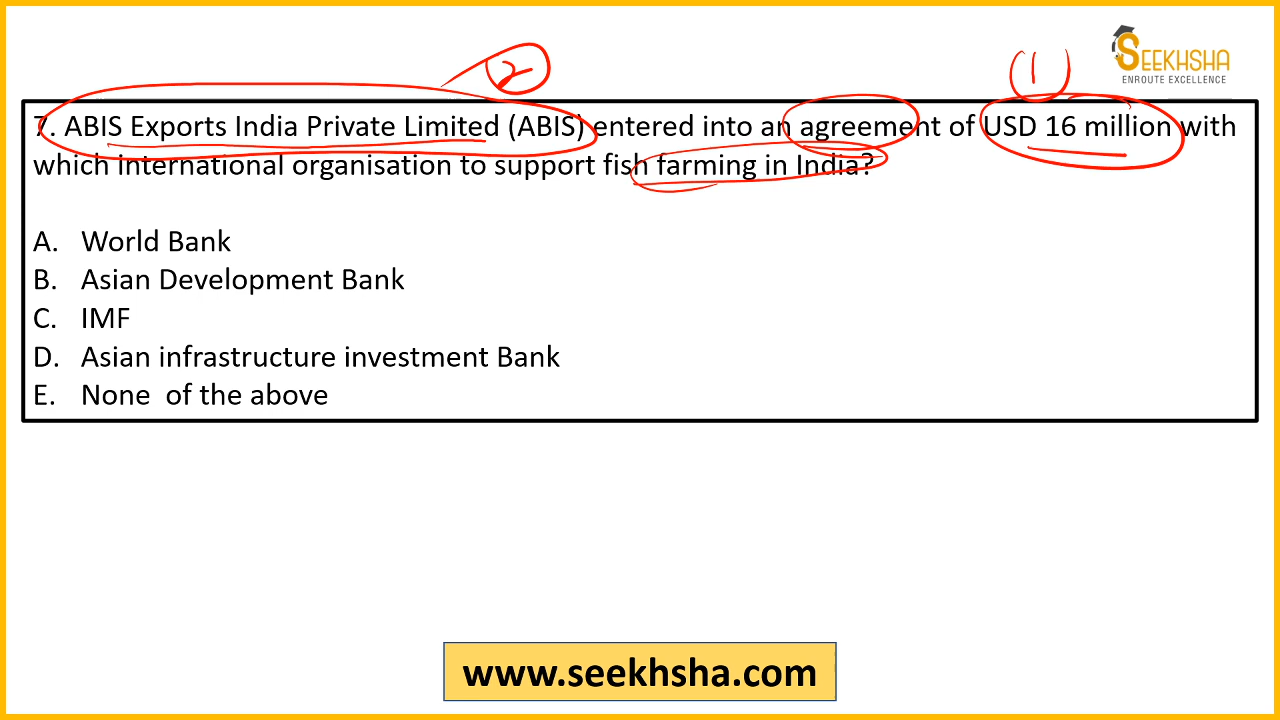 2
(1)
SEEKHSHA
ENROUTE EXCELLENCE
7. ABIS Exports India Private Limited (ABIS) entered into an agreement of USD 16 million with
which international organisation to support fish farming in India?
A. World Bank
B. Asian Development Bank
C. IMF
D. Asian infrastructure investment Bank
E. None of the above
www.seekhsha.com